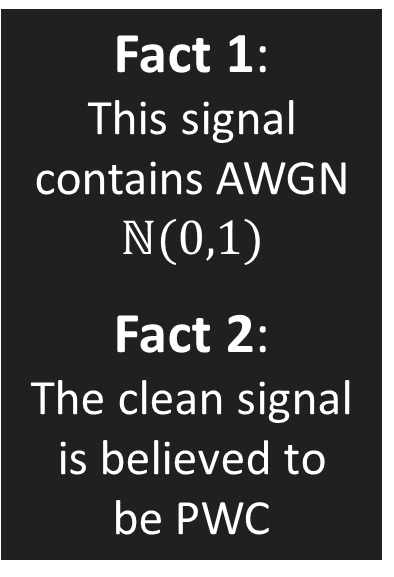 Fact 1:
This signal
contains AWGN
ℕ(0,1)
Fact 2:
The clean signal
is believed to
be PWC